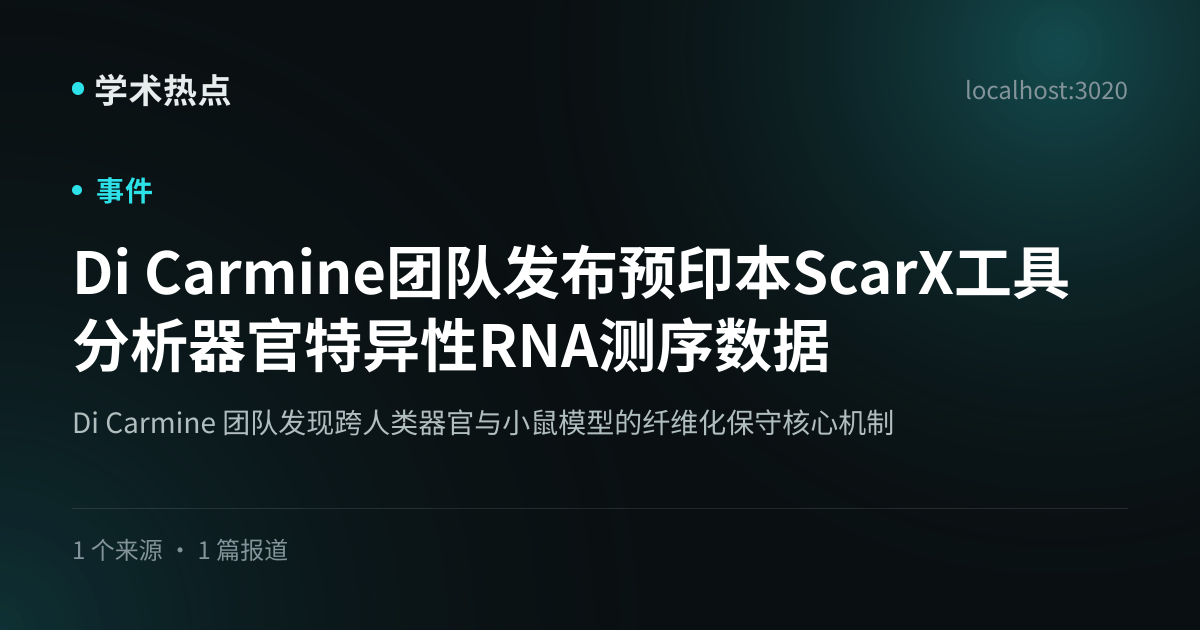 学术热点
localhost:3020
事件
Di Carmine团队发布预印本ScarX工具
分析器官特异性RNA测序数据
Di Carmine 团队发现跨人类器官与小鼠模型的纤维化保守核心机制
1 个来源 · 1 篇报道